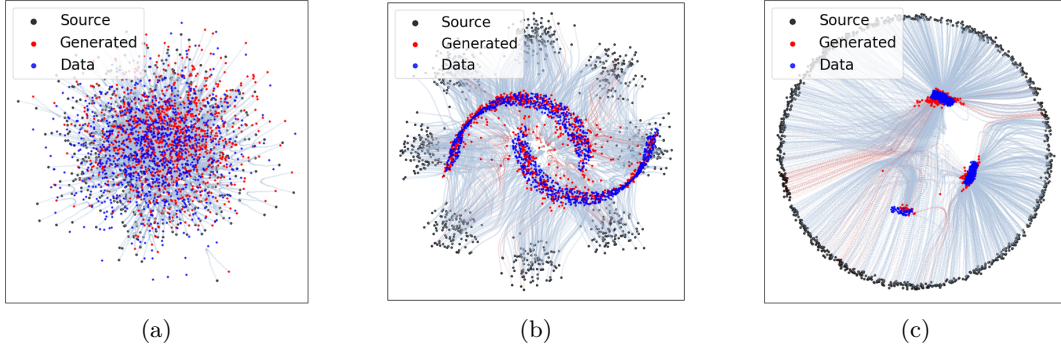 Source
Generated
Data
(a)
Source
Generated
Data
(b)
Source
Generated
Data
(c)